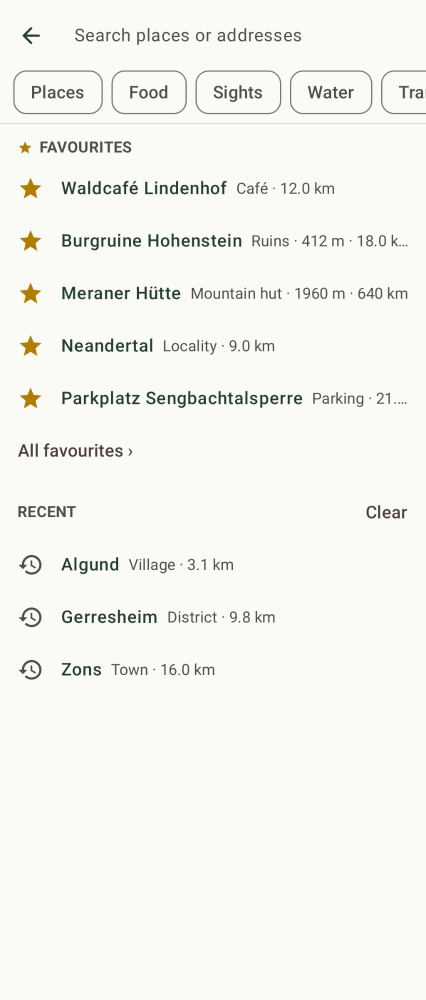 Search places or addresses
Places Food Sights Water Tra
FAVOURITES
Waldcafé Lindenhof Café · 12.0 km
Burgruine Hohenstein Ruins · 412 m · 18.0 k…
Meraner Hütte Mountain hut · 1960 m · 640 km
Neandertal Locality · 9.0 km
Parkplatz Sengbachtalsperre Parking · 21.…
All favourites ›
RECENT Clear
Algund Village · 3.1 km
Gerresheim District · 9.8 km
Zons Town · 16.0 km